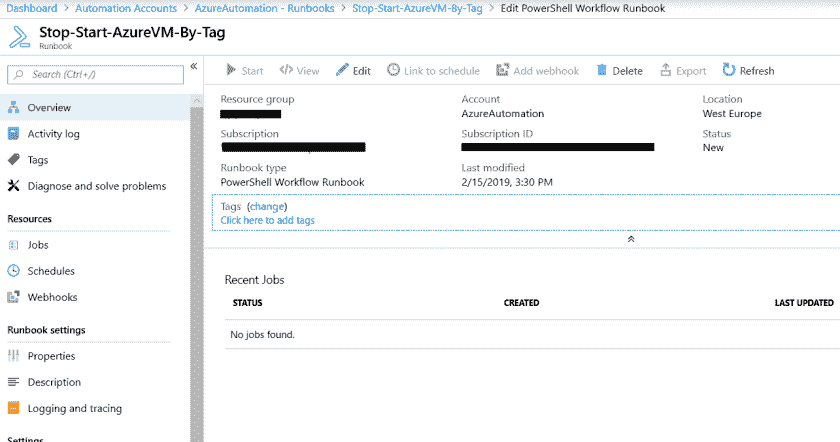 Dashboard > Automation Accounts > AzureAutomation - Runbooks > Stop-Start-AzureVM-By-Tag > Edit PowerShell Workflow Runbook
Stop-Start-AzureVM-By-Tag
Runbook
Search (Ctrl+/)
«
Start View Edit Link to schedule Add webhook Delete Export Refresh
Overview
Activity log
Tags
Diagnose and solve problems
Resources
Jobs
Schedules
Webhooks
Runbook settings
Properties
Description
Logging and tracing
Settings
Resource group
Account
AzureAutomation
Location
West Europe
Subscription
Subscription ID
Status
New
Runbook type
PowerShell Workflow Runbook
Last modified
2/15/2019, 3:30 PM
Tags (change)
Click here to add tags
Recent Jobs
STATUS CREATED LAST UPDATED
No jobs found.